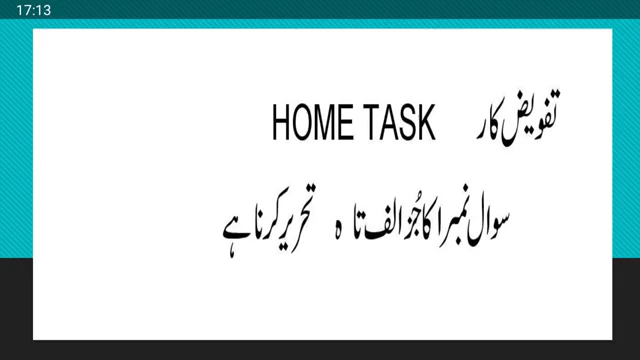 17:13
تفویض کار HOME TASK
سوال نمبر ا کا جُز الف تا ہ تحریر کرنا ہے